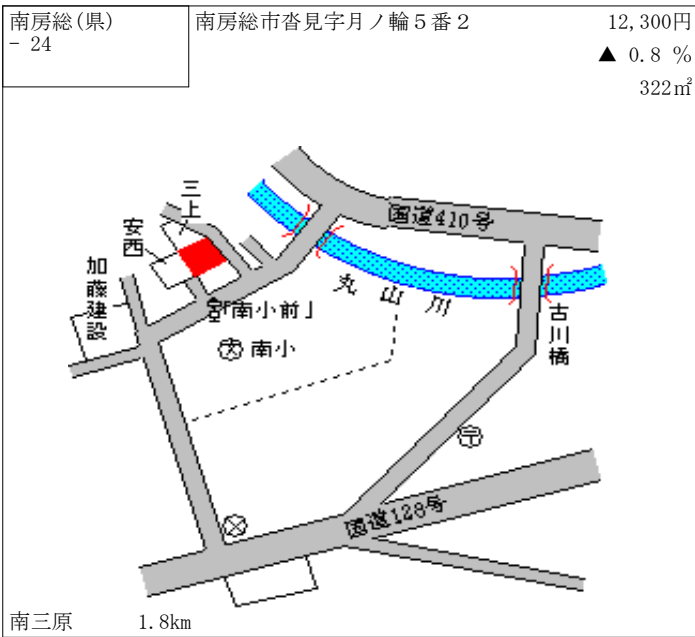 南房総(県)
- 24
南房総市沓見字月ノ輪５番２
12,300円
▲ 0.8 %
322㎡
三上
安西
加藤建設
国道410号
丸山川
古川橋
「南小前」
南小
国道128号
南三原 1.8km